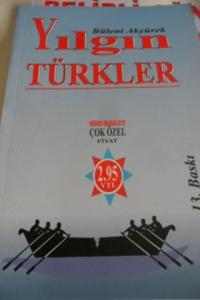 Bülent Akyürek
Yılgın
TÜRKLER
ÇOK ÖZEL
FİYAT
2.95
YTL
13. Baskı